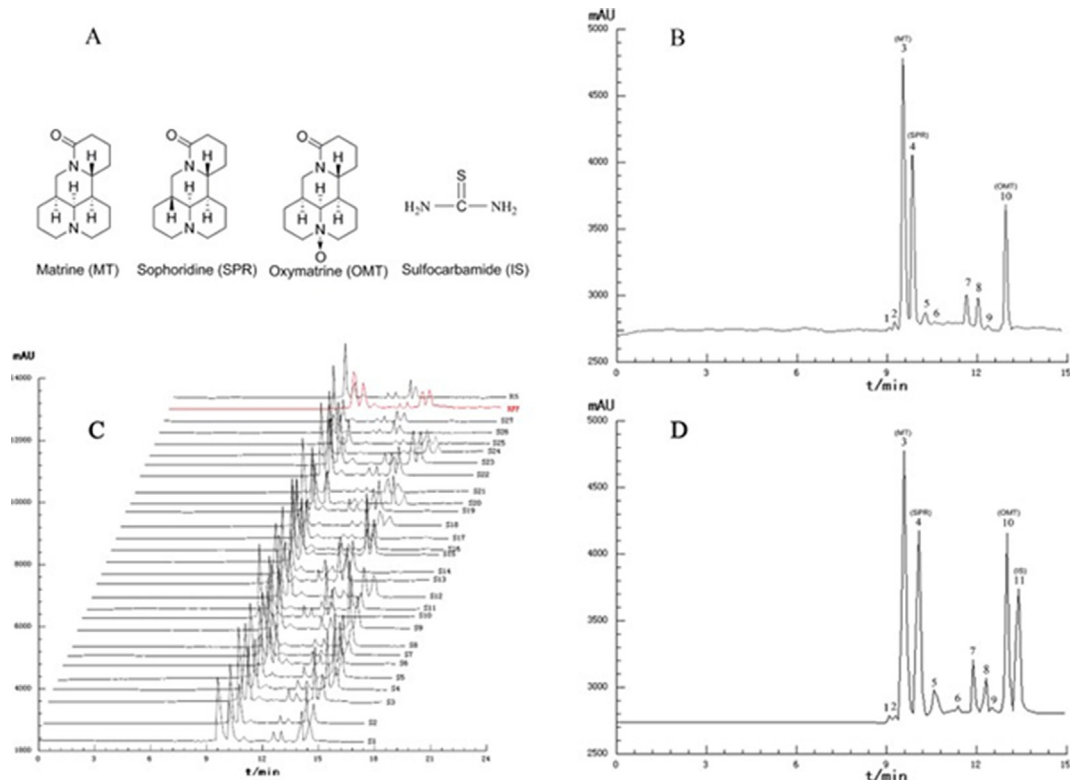 A
O
H
N
H
H
H
N
Matrine (MT)
O
H
N
H
H
H
N
Sophoridine (SPR)
O
H
N
H
H
H
N
O
Oxymatrine (OMT)
S
H₂N C NH₂
Sulfocarbamide (IS)
B
mAU
5000
4500
4000
3500
3000
2500
(MT)
3
(SPR)
4
(OMT)
10
1 2
5
6
7
8
9
0 3 6 9 12 15
t/min
C
mAU
14000
12000
10000
8000
6000
4000
RS
S27
S26
S25
S24
S23
S22
S21
S20
S19
S18
S17
S15
S14
S13
S12
S11
S10
S9
S8
S7
S6
S5
S4
S3
S2
S1
0 3 6 9 12 15 18 21 24
t/min
D
mAU
5000
4500
4000
3500
3000
2500
(MT)
3
(SPR)
4
(OMT)
10
(IS)
11
1 2
5
6
7
8
9
0 3 6 9 12 15
t/min